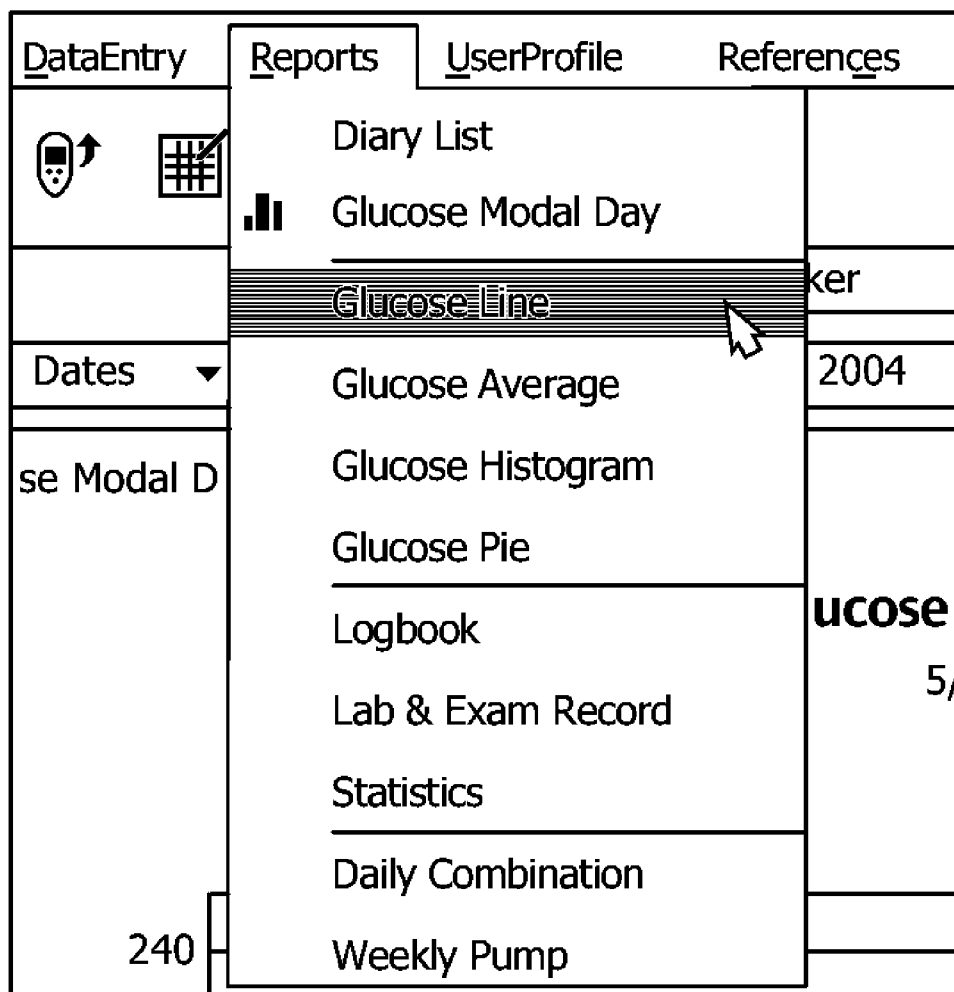 DataEntry Reports UserProfile References
Diary List
Glucose Modal Day
Glucose Line
ker
Dates
2004
Glucose Average
Glucose Histogram
se Modal D
Glucose Pie
ucose
Logbook
5/
Lab & Exam Record
Statistics
Daily Combination
240
Weekly Pump